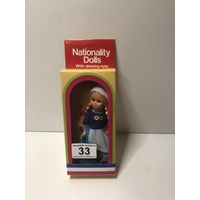 Nationality
Dolls
With sleeping eyes
33